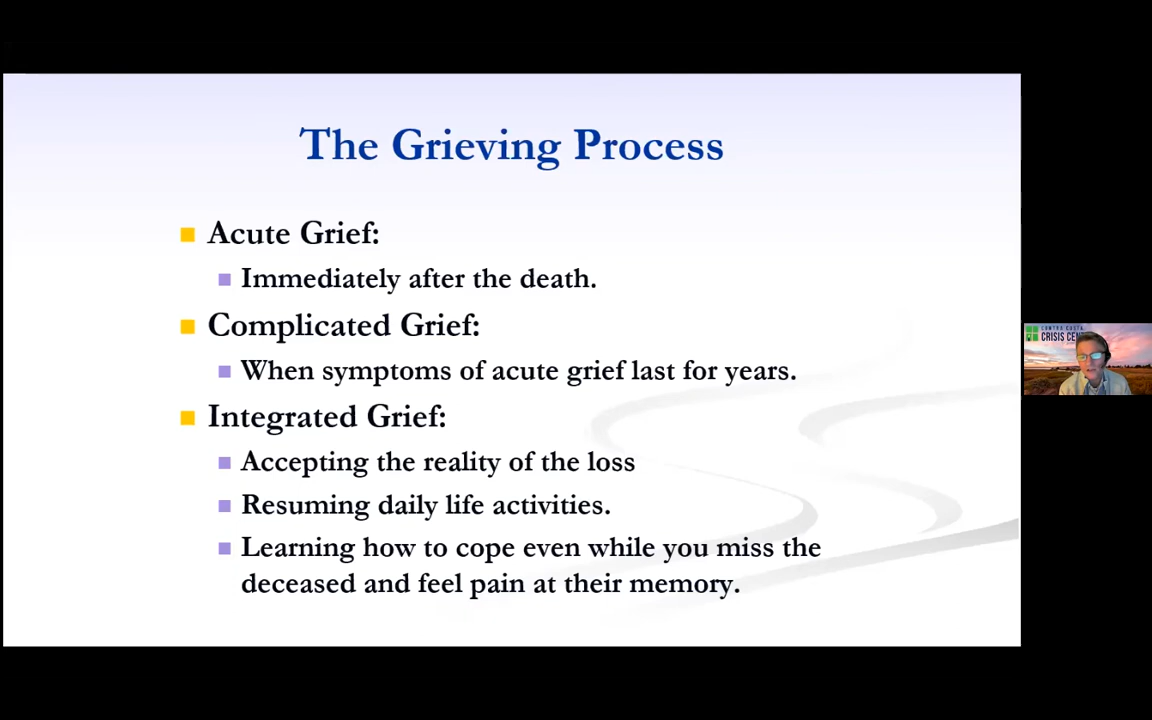 The Grieving Process
Acute Grief:
Immediately after the death.
Complicated Grief:
When symptoms of acute grief last for years.
Integrated Grief:
Accepting the reality of the loss
Resuming daily life activities.
Learning how to cope even while you miss the
deceased and feel pain at their memory.
CONTRA COSTA
CRISIS CEN